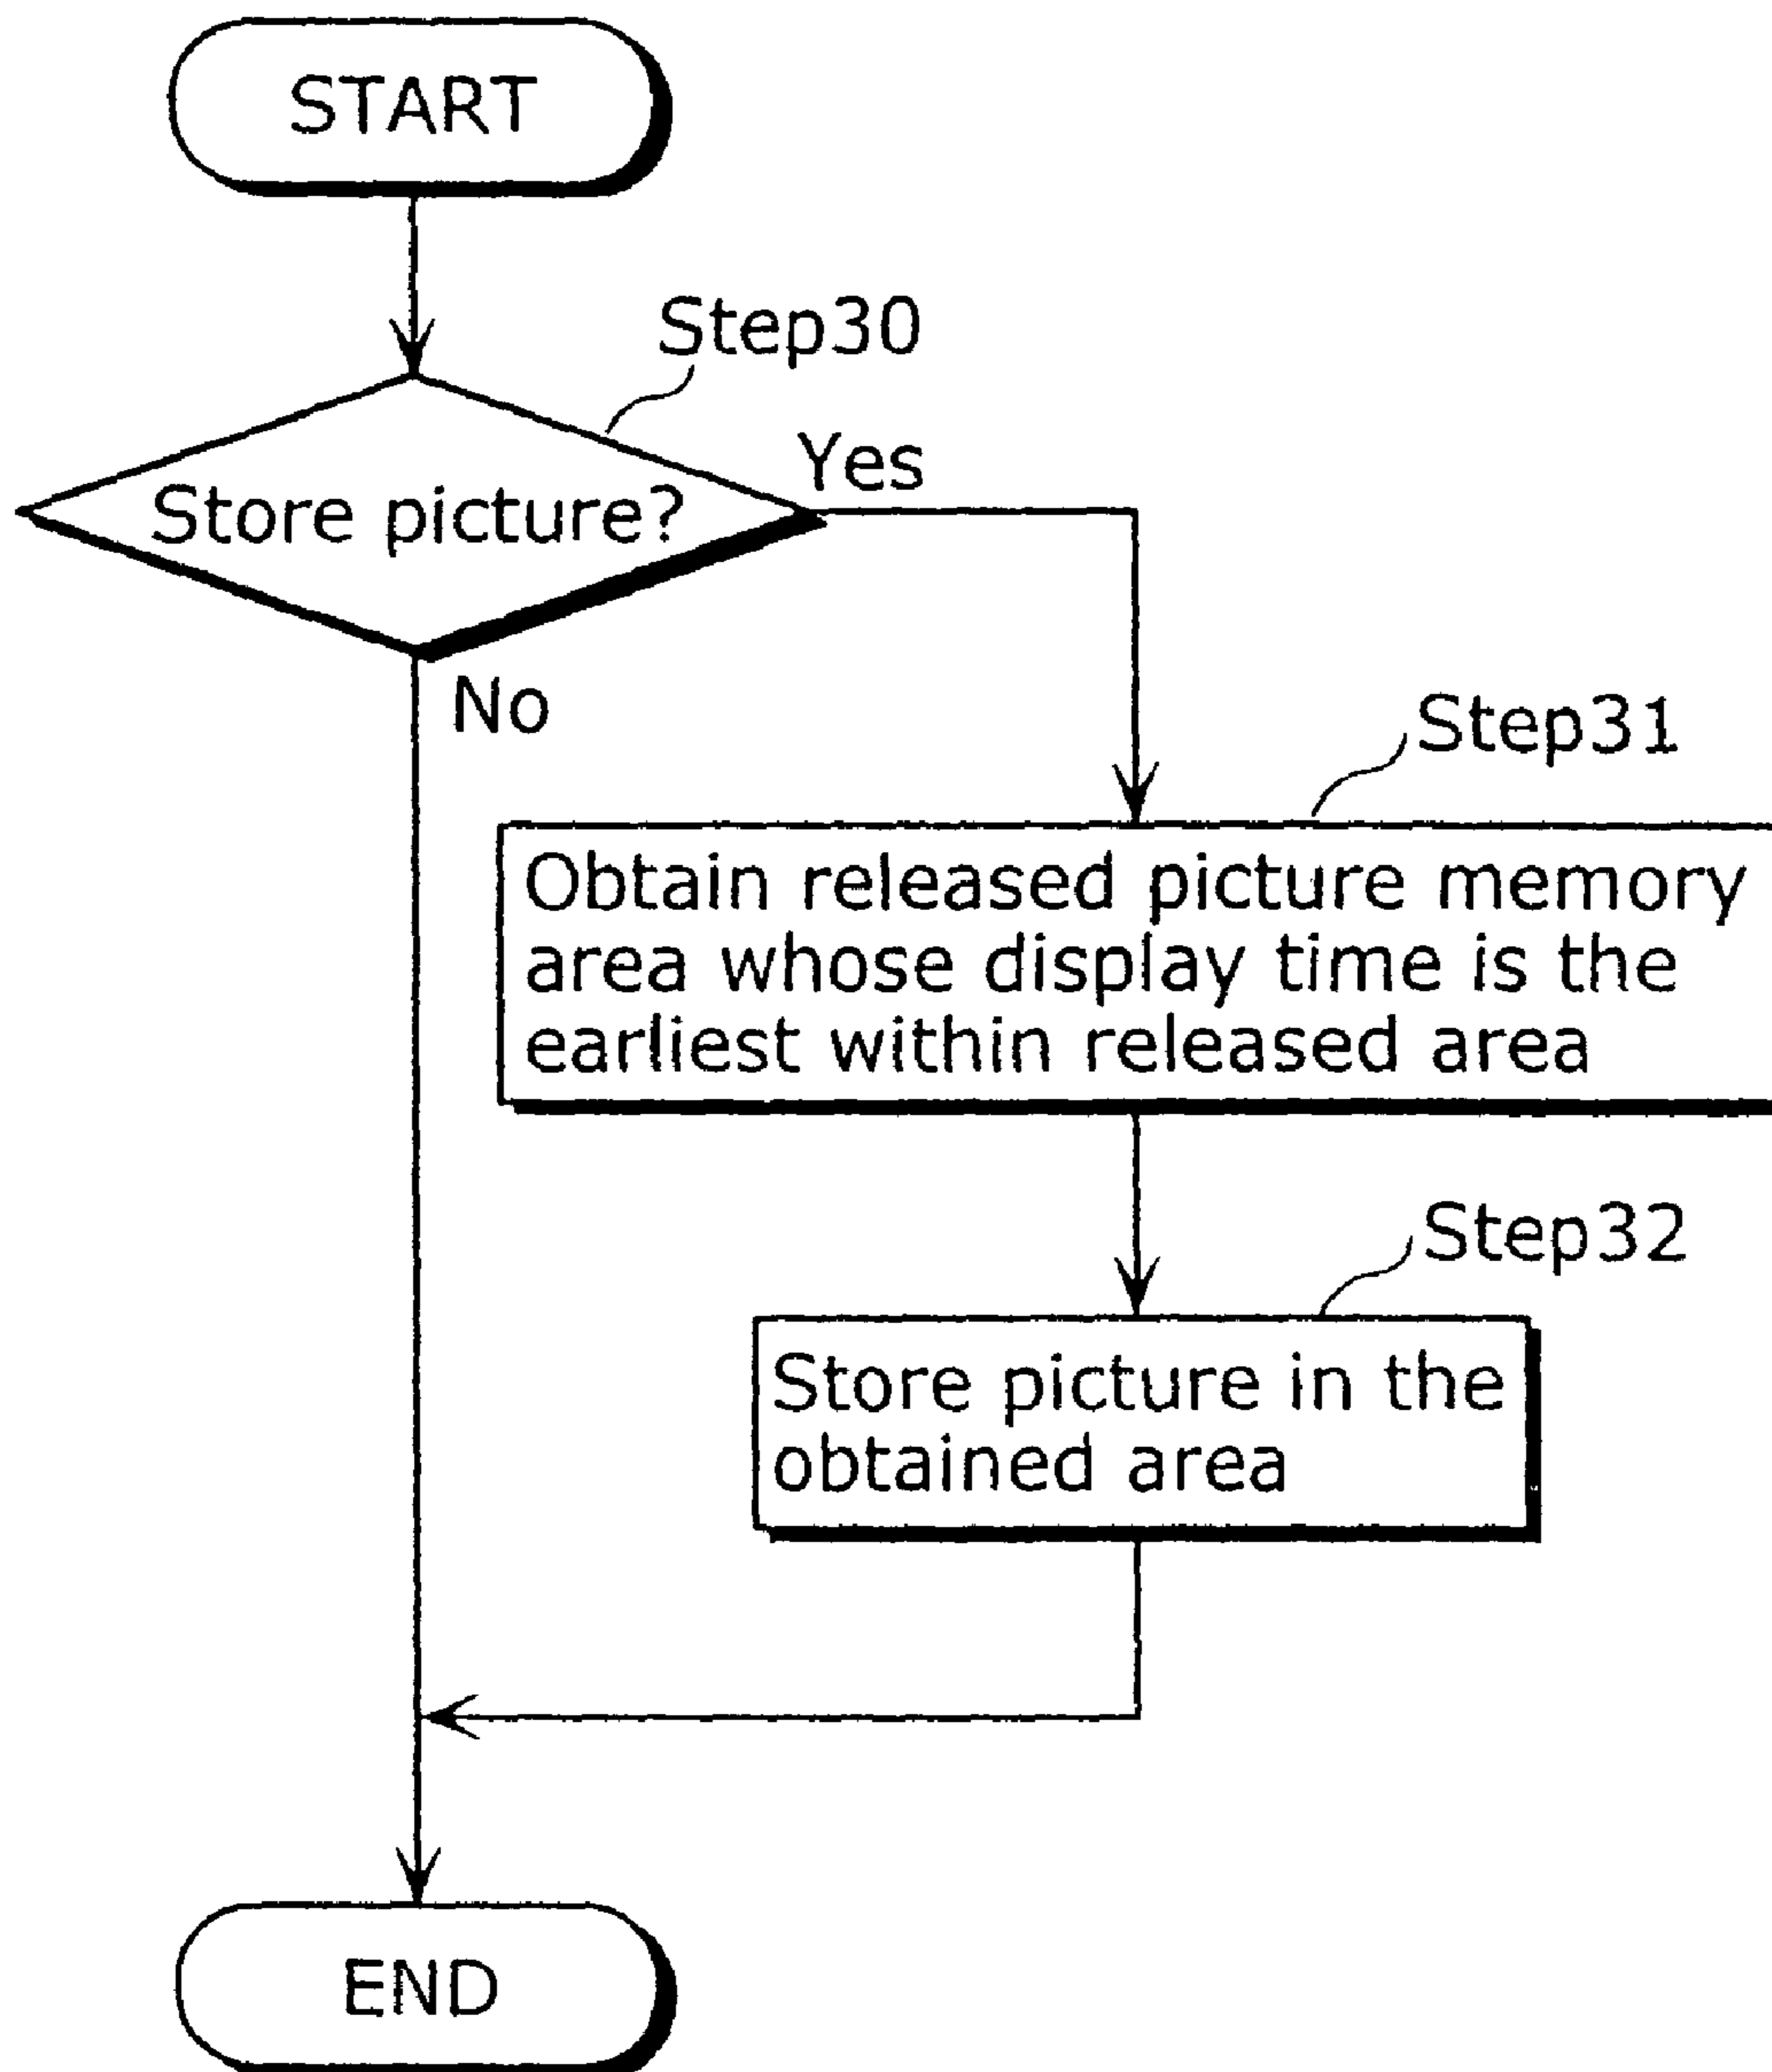 START
Step30
Store picture?
Yes
No
Step31
Obtain released picture memory
area whose display time is the
earliest within released area
Step32
Store picture in the
obtained area
END